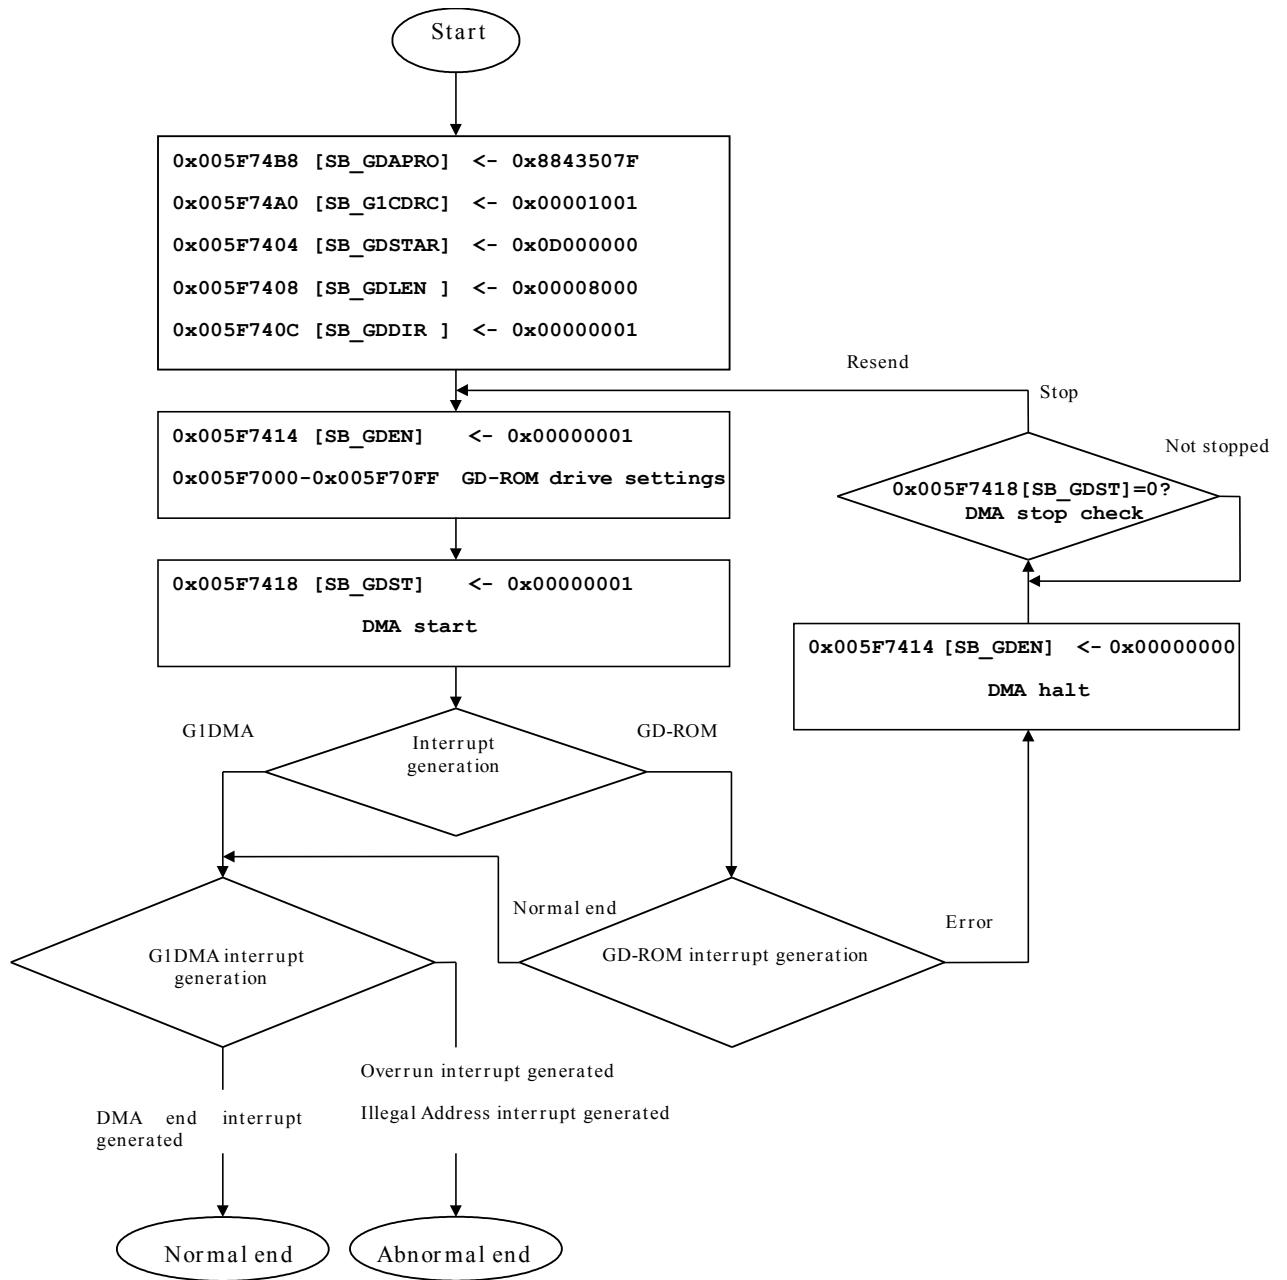 Start
0x005F74B8 [SB_GDAPRO] <- 0x8843507F
0x005F74A0 [SB_G1CDRC] <- 0x00001001
0x005F7404 [SB_GDSTAR] <- 0x0D000000
0x005F7408 [SB_GDLEN ] <- 0x00008000
0x005F740C [SB_GDDIR ] <- 0x00000001
Resend
Stop
0x005F7414 [SB_GDEN] <- 0x00000001
0x005F7000-0x005F70FF GD-ROM drive settings
Not stopped
0x005F7418[SB_GDST]=0?
DMA stop check
0x005F7418 [SB_GDST] <- 0x00000001
DMA start
0x005F7414 [SB_GDEN] <- 0x00000000
DMA halt
G1DMA
GD-ROM
Interrupt
generation
Normal end
Error
G1DMA interrupt
generation
GD-ROM interrupt generation
Overrun interrupt generated
Illegal Address interrupt generated
DMA end interrupt
generated
Normal end
Abnormal end